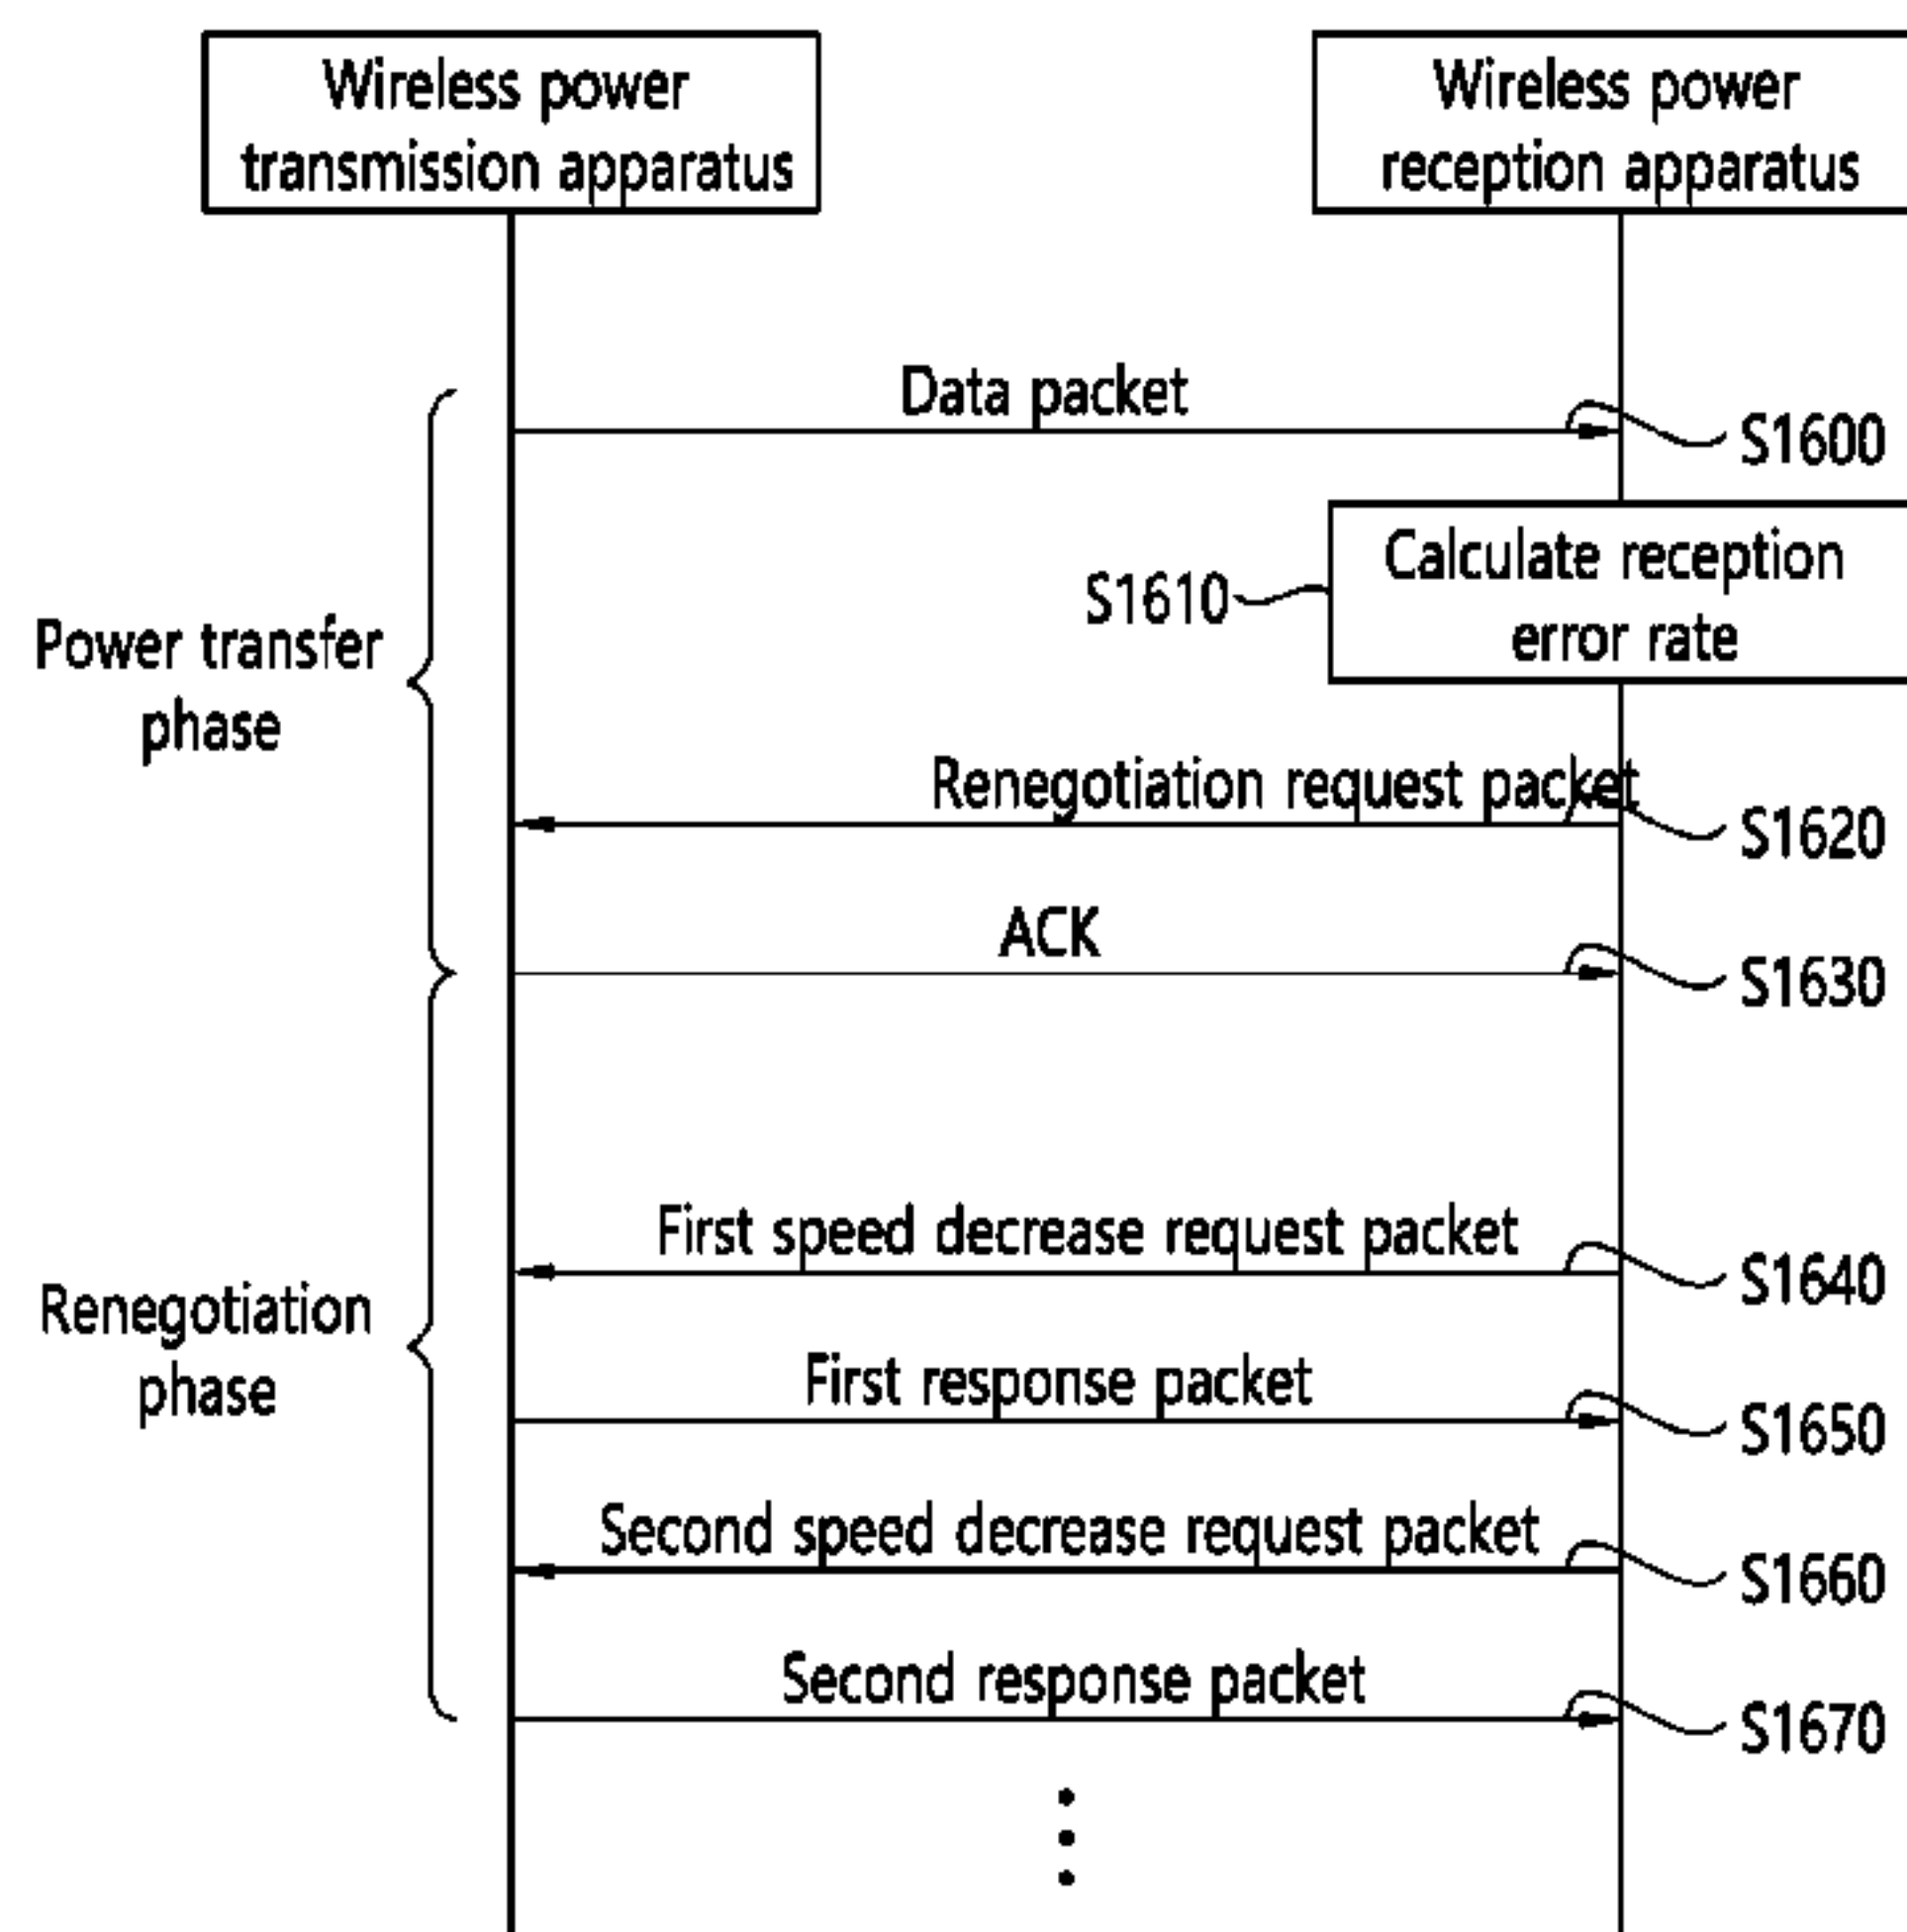 Wireless power
transmission apparatus
Wireless power
reception apparatus
Data packet
S1600
Calculate reception
error rate
S1610
Power transfer
phase
Renegotiation request packet
S1620
ACK
S1630
First speed decrease request packet
S1640
Renegotiation
phase
First response packet
S1650
Second speed decrease request packet
S1660
Second response packet
S1670